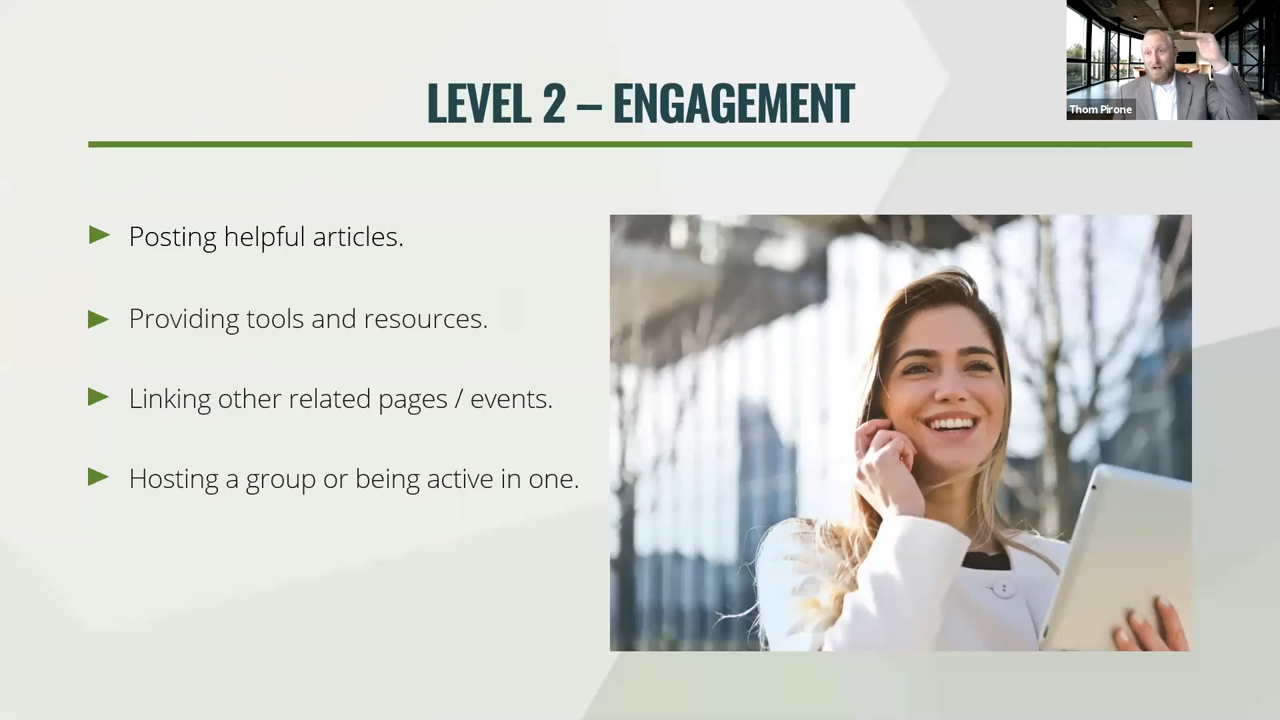 LEVEL 2 – ENGAGEMENT
Thom Pirone
Posting helpful articles.
Providing tools and resources.
Linking other related pages / events.
Hosting a group or being active in one.